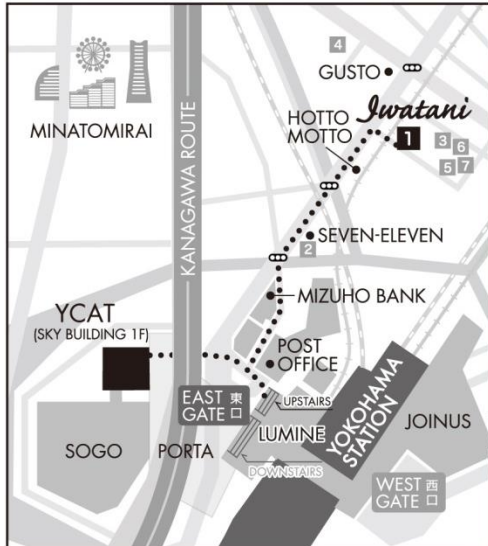 4
GUSTO
Iwatani
HOTTO
MOTTO
1
3
6
5
7
MINATOMIRAI
KANAGAWA ROUTE
2
SEVEN-ELEVEN
MIZUHO BANK
YCAT
(SKY BUILDING 1F)
POST
OFFICE
EAST
GATE
東
口
UPSTAIRS
YOKOHAMA
STATION
JOINUS
SOGO
PORTA
LUMINE
DOWNSTAIRS
WEST
GATE
西
口